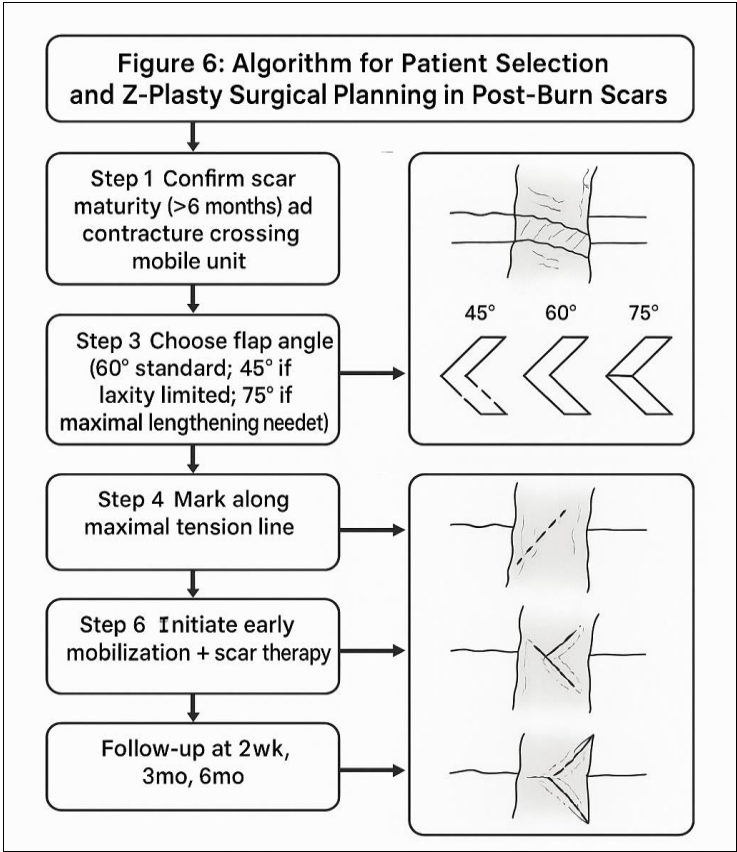 Figure 6: Algorithm for Patient Selection
and Z-Plasty Surgical Planning in Post-Burn Scars
Step 1 Confirm scar
maturity (>6 months) ad
contracture crossing
mobile unit
Step 3 Choose flap angle
(60° standard; 45° if
laxity limited; 75° if
maximal lengthening needet)
45° 60° 75°
Step 4 Mark along
maximal tension line
Step 6 Initiate early
mobilization + scar therapy
Follow-up at 2wk,
3mo, 6mo